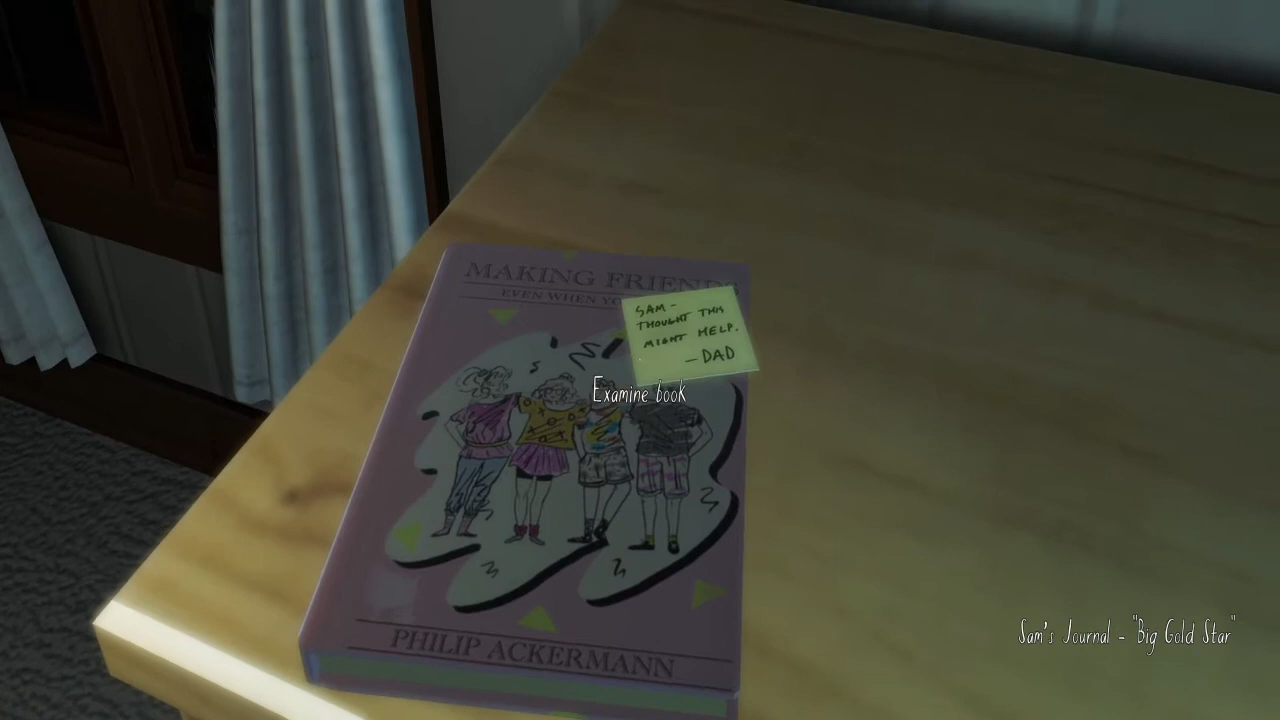 MAKING FRIENDS
EVEN WHEN YO
SAM-
THOUGHT THIS
MIGHT HELP.
-DAD
Examine book
PHILIP ACKERMANN
Sam's Journal - "Big Gold Star"